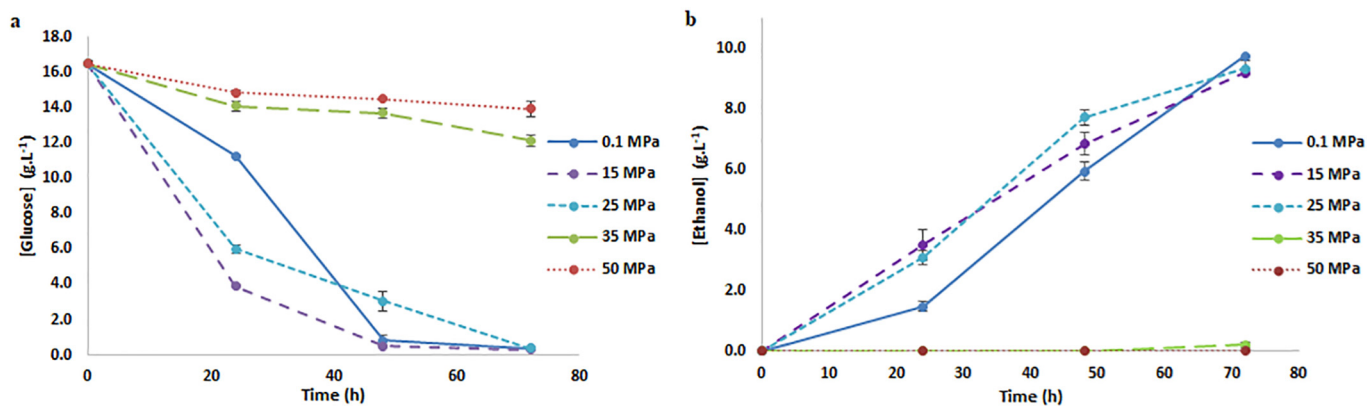 a
[Glucose] (g.L-1)
18.0
16.0
14.0
12.0
10.0
8.0
6.0
4.0
2.0
0.0
0
20
40
60
80
Time (h)
0.1 MPa
15 MPa
25 MPa
35 MPa
50 MPa
b
[Ethanol] (g.L-1)
10.0
8.0
6.0
4.0
2.0
0.0
0
10
20
30
40
50
60
70
80
Time (h)
0.1 MPa
15 MPa
25 MPa
35 MPa
50 MPa